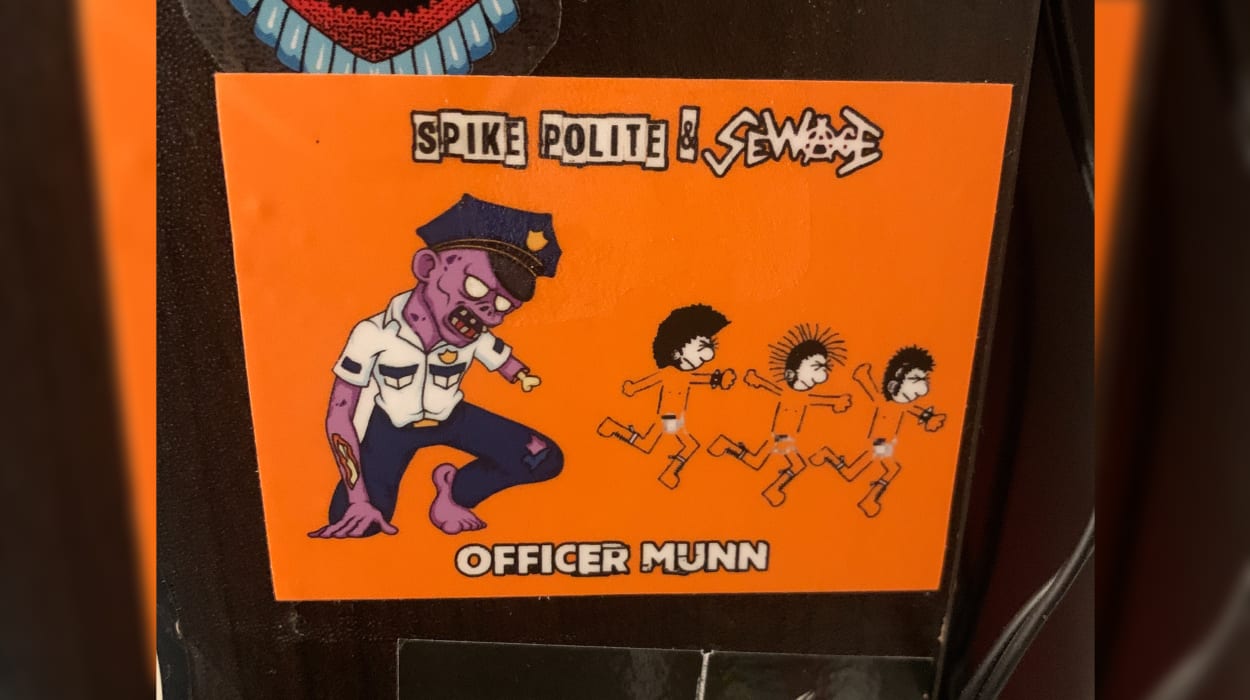 SPIKE POLITE & SEWAGE
OFFICER MUNN